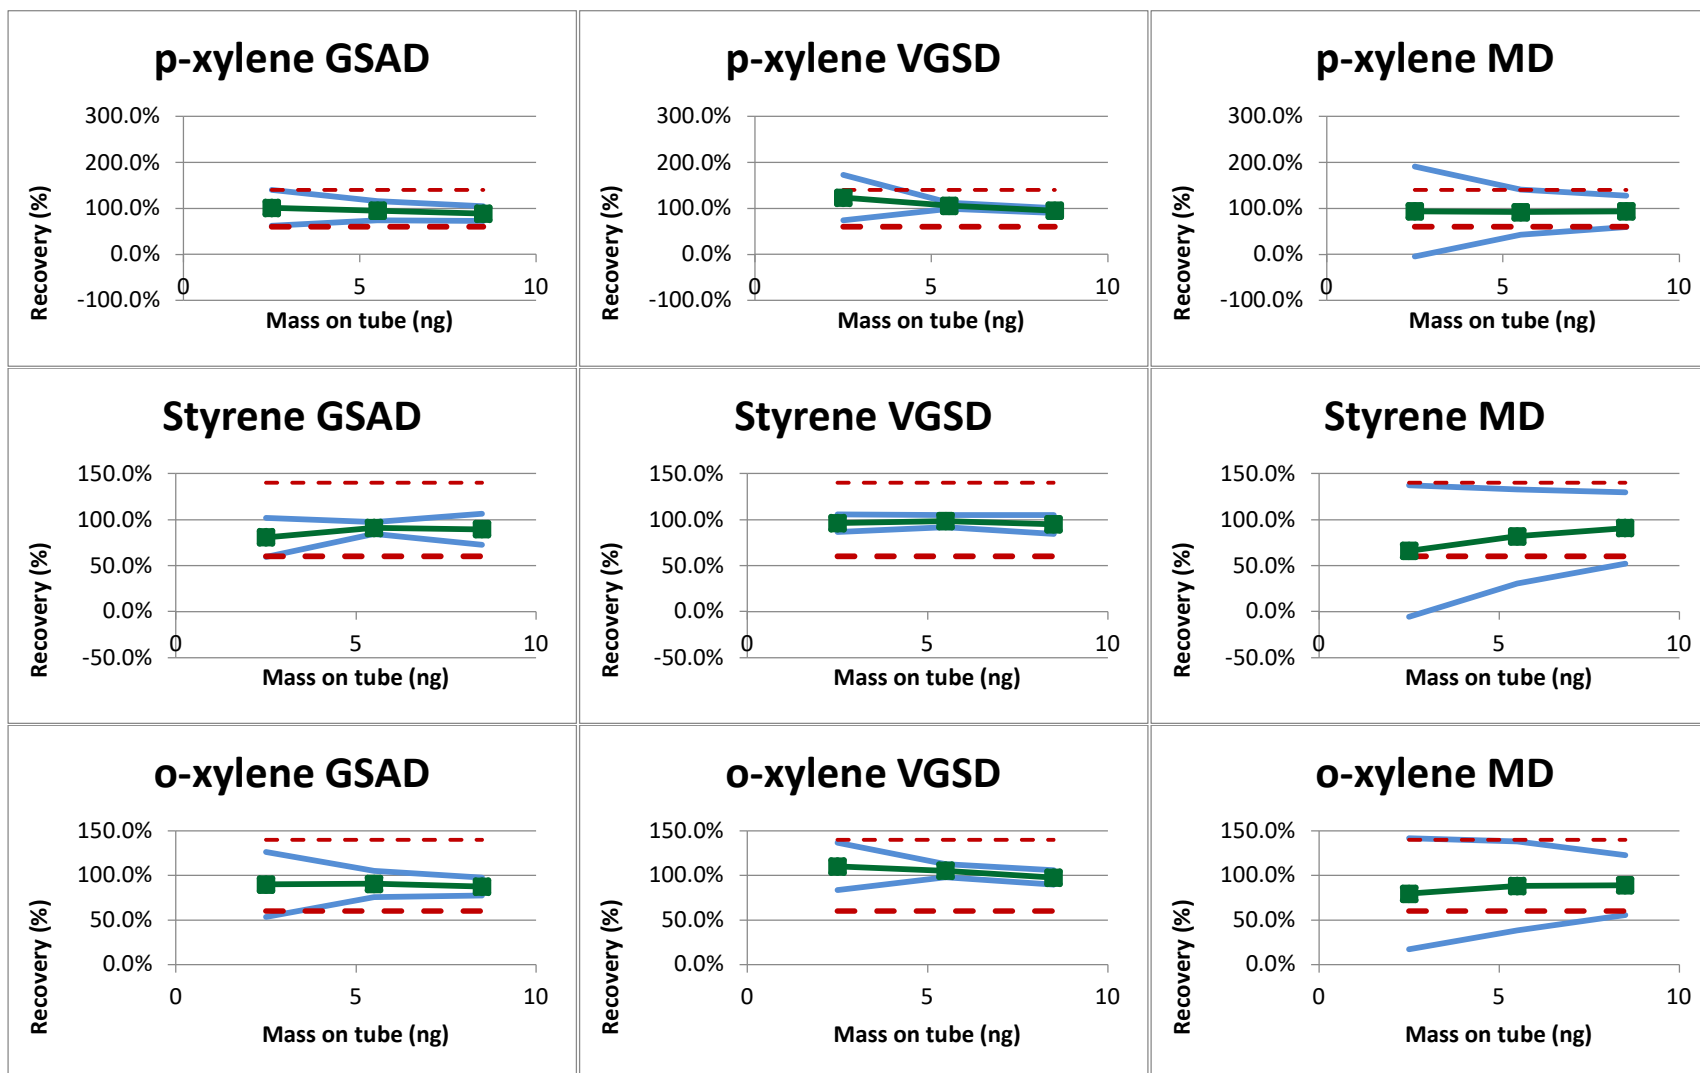 p-xylene GSAD
300.0%
200.0%
100.0%
0.0%
-100.0%
0
5
10
Recovery (%)
Mass on tube (ng)
p-xylene VGSD
300.0%
200.0%
100.0%
0.0%
-100.0%
0
5
10
Recovery (%)
Mass on tube (ng)
p-xylene MD
300.0%
200.0%
100.0%
0.0%
-100.0%
0
5
10
Recovery (%)
Mass on tube (ng)
Styrene GSAD
150.0%
100.0%
50.0%
0.0%
-50.0%
0
5
10
Recovery (%)
Mass on tube (ng)
Styrene VGSD
150.0%
100.0%
50.0%
0.0%
-50.0%
0
5
10
Recovery (%)
Mass on tube (ng)
Styrene MD
150.0%
100.0%
50.0%
0.0%
-50.0%
0
5
10
Recovery (%)
Mass on tube (ng)
o-xylene GSAD
150.0%
100.0%
50.0%
0.0%
0
5
10
Recovery (%)
Mass on tube (ng)
o-xylene VGSD
150.0%
100.0%
50.0%
0.0%
0
5
10
Recovery (%)
Mass on tube (ng)
o-xylene MD
150.0%
100.0%
50.0%
0.0%
0
5
10
Recovery (%)
Mass on tube (ng)